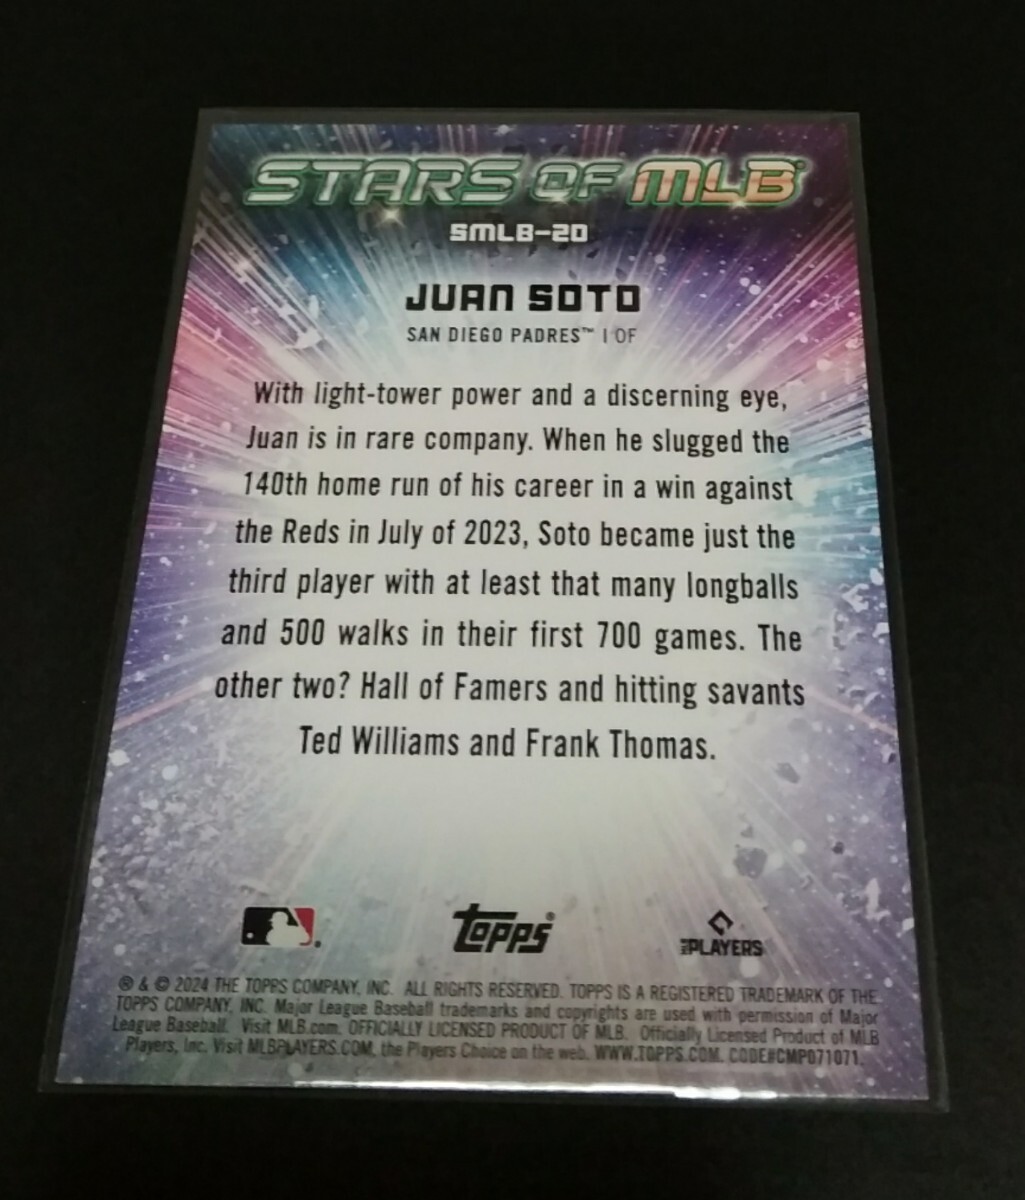 STARS OF MLB®
SMLB-20
JUAN SOTO
SAN DIEGO PADRES™ | OF
With light-tower power and a discerning eye,
Juan is in rare company. When he slugged the
140th home run of his career in a win against
the Reds in July of 2023, Soto became just the
third player with at least that many longballs
and 500 walks in their first 700 games. The
other two? Hall of Famers and hitting savants
Ted Williams and Frank Thomas.
topps® PLAYERS
® & © 2024 THE TOPPS COMPANY, INC. ALL RIGHTS RESERVED. TOPPS IS A REGISTERED TRADEMARK OF THE
TOPPS COMPANY, INC. Major League Baseball trademarks and copyrights are used with permission of Major
League Baseball. Visit MLB.com. OFFICIALLY LICENSED PRODUCT OF MLB. Officially Licensed Product of MLB
Players, Inc. Visit MLBPLAYERS.COM, the Players Choice on the web. WWW.TOPPS.COM. CODE#CMP071071.